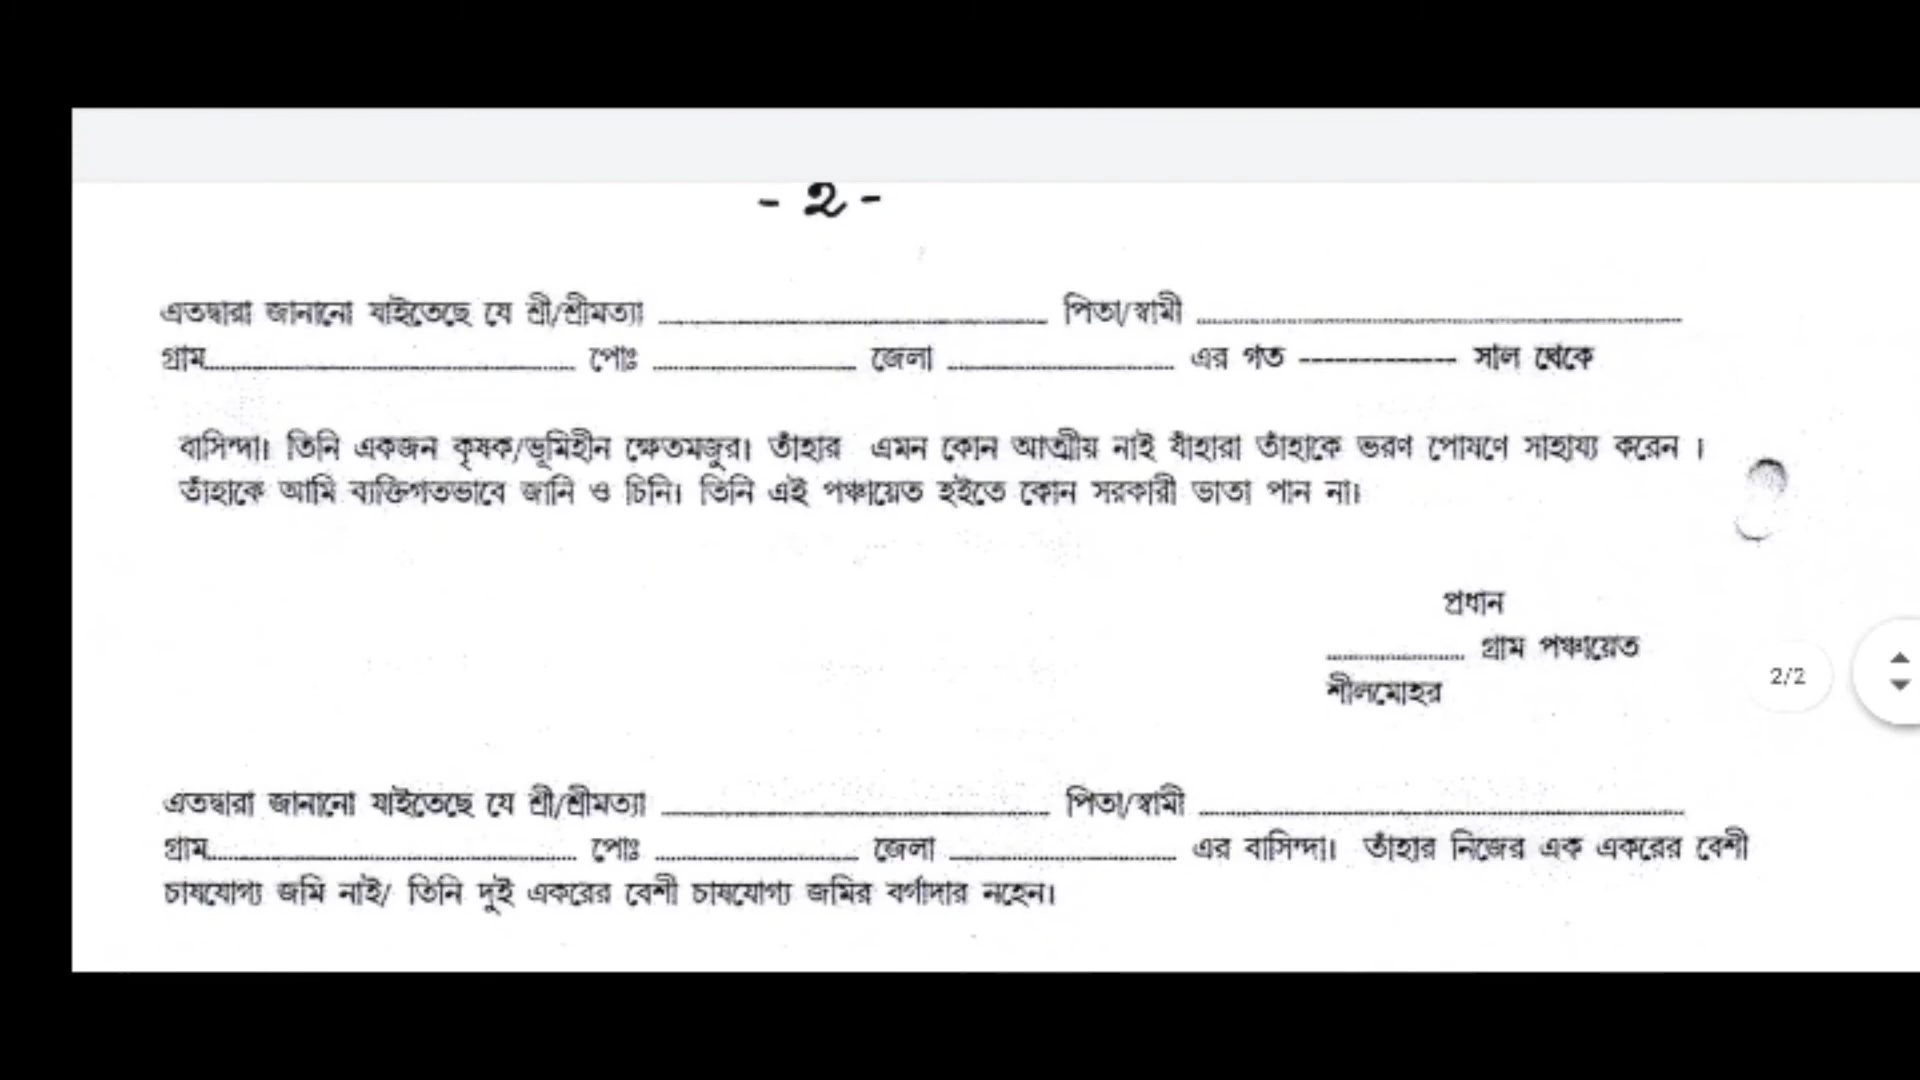 - ২ -
এতদ্বারা জানানো যাইতেছে যে শ্রী/শ্রীমত্যা ........................ পিতা/স্বামী ........................
গ্রাম........................ পোঃ ........................ জেলা ........................ এর গত ------------- সাল থেকে
বাসিন্দা। তিনি একজন কৃষক/ভূমিহীন ক্ষেতমজুর। তাঁহার এমন কোন আত্মীয় নাই যাঁহারা তাঁহাকে ভরণ পোষণে সাহায্য করেন ।
তাঁহাকে আমি ব্যক্তিগতভাবে জানি ও চিনি। তিনি এই পঞ্চায়েত হইতে কোন সরকারী ভাতা পান না।
প্রধান
........................ গ্রাম পঞ্চায়েত
2/2
শীলমোহর
এতদ্বারা জানানো যাইতেছে যে শ্রী/শ্রীমত্যা ........................ পিতা/স্বামী ........................
গ্রাম........................ পোঃ ........................ জেলা ........................ এর বাসিন্দা। তাঁহার নিজের এক একরের বেশী
চাষযোগ্য জমি নাই/ তিনি দুই একরের বেশী চাষযোগ্য জমির বর্গাদার নহেন।